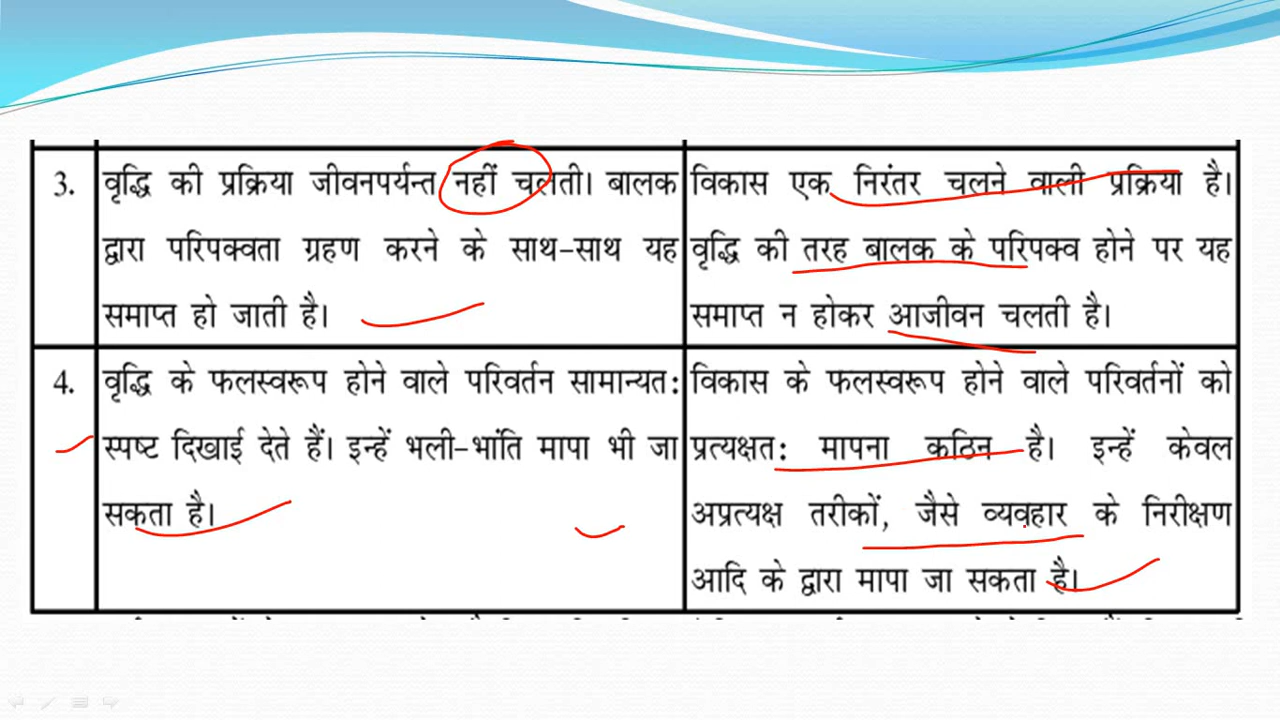 3.
वृद्धि की प्रक्रिया जीवनपर्यन्त नहीं चलती। बालक
द्वारा परिपक्वता ग्रहण करने के साथ-साथ यह
समाप्त हो जाती है।
विकास एक निरंतर चलने वाली प्रक्रिया है।
वृद्धि की तरह बालक के परिपक्व होने पर यह
समाप्त न होकर आजीवन चलती है।
4.
वृद्धि के फलस्वरूप होने वाले परिवर्तन सामान्यत:
स्पष्ट दिखाई देते हैं। इन्हें भली-भांति मापा भी जा
सकता है।
विकास के फलस्वरूप होने वाले परिवर्तनों को
प्रत्यक्षत: मापना कठिन है। इन्हें केवल
अप्रत्यक्ष तरीकों, जैसे व्यवहार के निरीक्षण
आदि के द्वारा मापा जा सकता है।